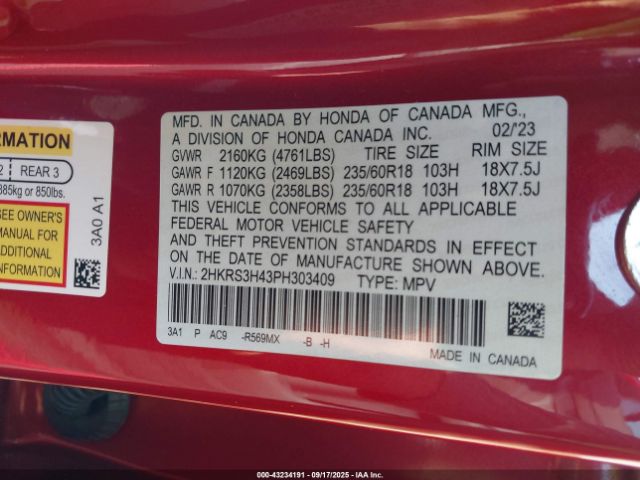 RMATION
2 REAR 3
385kg or 850lbs.
SEE OWNER'S
MANUAL FOR
ADDITIONAL
NFORMATION
3A0 A1
MFD. IN CANADA BY HONDA OF CANADA MFG.,
A DIVISION OF HONDA CANADA INC. 02/'23
GVWR 2160KG (4761LBS) TIRE SIZE RIM SIZE
GAWR F 1120KG (2469LBS) 235/60R18 103H 18X7.5J
GAWR R 1070KG (2358LBS) 235/60R18 103H 18X7.5J
THIS VEHICLE CONFORMS TO ALL APPLICABLE
FEDERAL MOTOR VEHICLE SAFETY
AND THEFT PREVENTION STANDARDS IN EFFECT
ON THE DATE OF MANUFACTURE SHOWN ABOVE.
V.I.N.: 2HKRS3H43PH303409 TYPE: MPV
3A1 P AC9 -R569MX -B -H
MADE IN CANADA
000-43234191 - 09/17/2025 - IAA Inc.